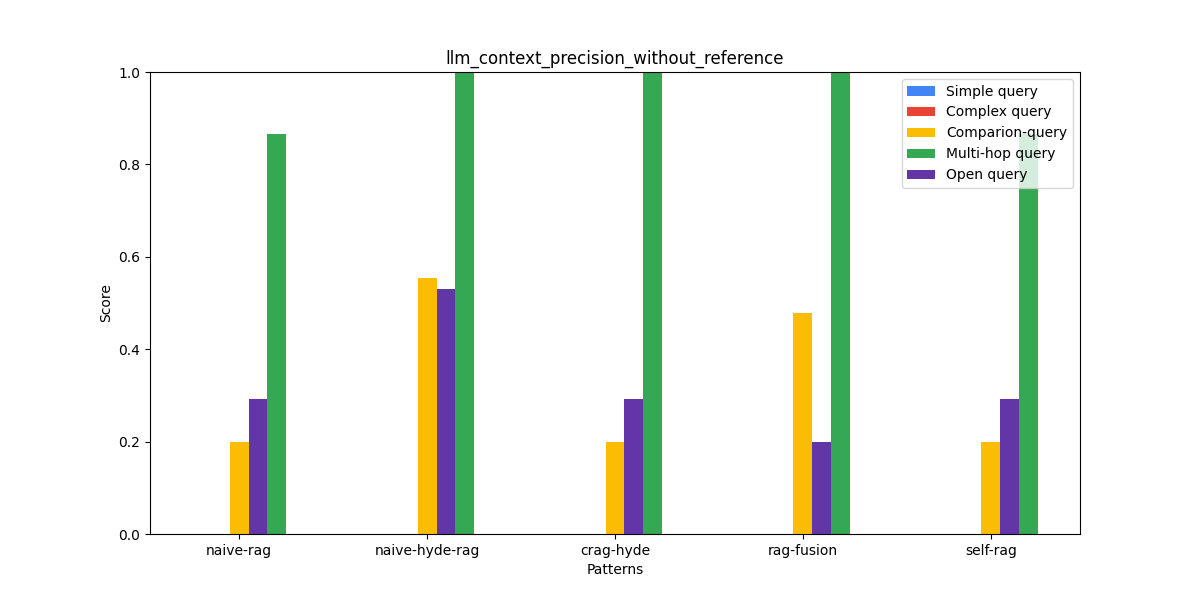 llm_context_precision_without_reference
1.0
0.8
0.6
0.4
0.2
0.0
Score
Simple query
Complex query
Comparion-query
Multi-hop query
Open query
naive-rag
naive-hyde-rag
crag-hyde
rag-fusion
self-rag
Patterns